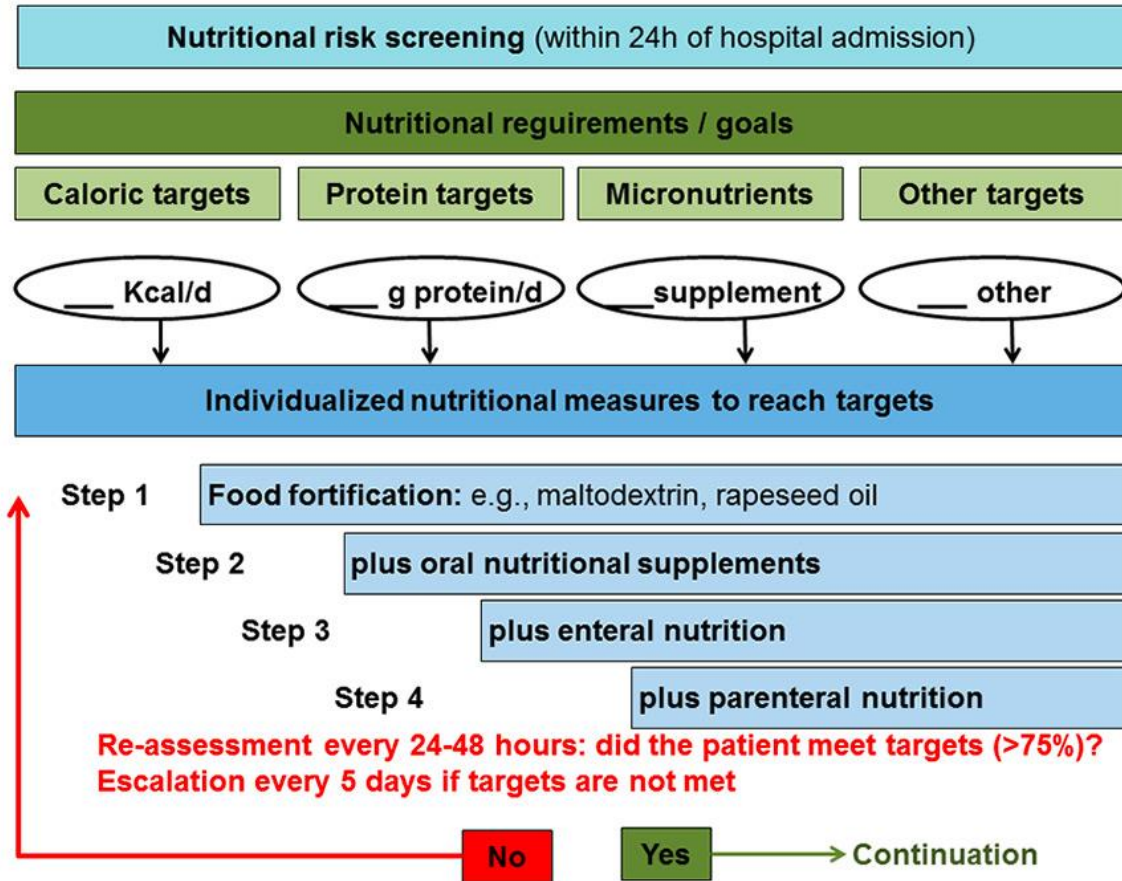 Nutritional risk screening (within 24h of hospital admission)
Nutritional reguirements / goals
Caloric targets
Protein targets
Micronutrients
Other targets
___ Kcal/d
___ g protein/d
___supplement
___ other
Individualized nutritional measures to reach targets
Step 1
Food fortification: e.g., maltodextrin, rapeseed oil
Step 2
plus oral nutritional supplements
Step 3
plus enteral nutrition
Step 4
plus parenteral nutrition
Re-assessment every 24-48 hours: did the patient meet targets (>75%)?
Escalation every 5 days if targets are not met
No
Yes
Continuation